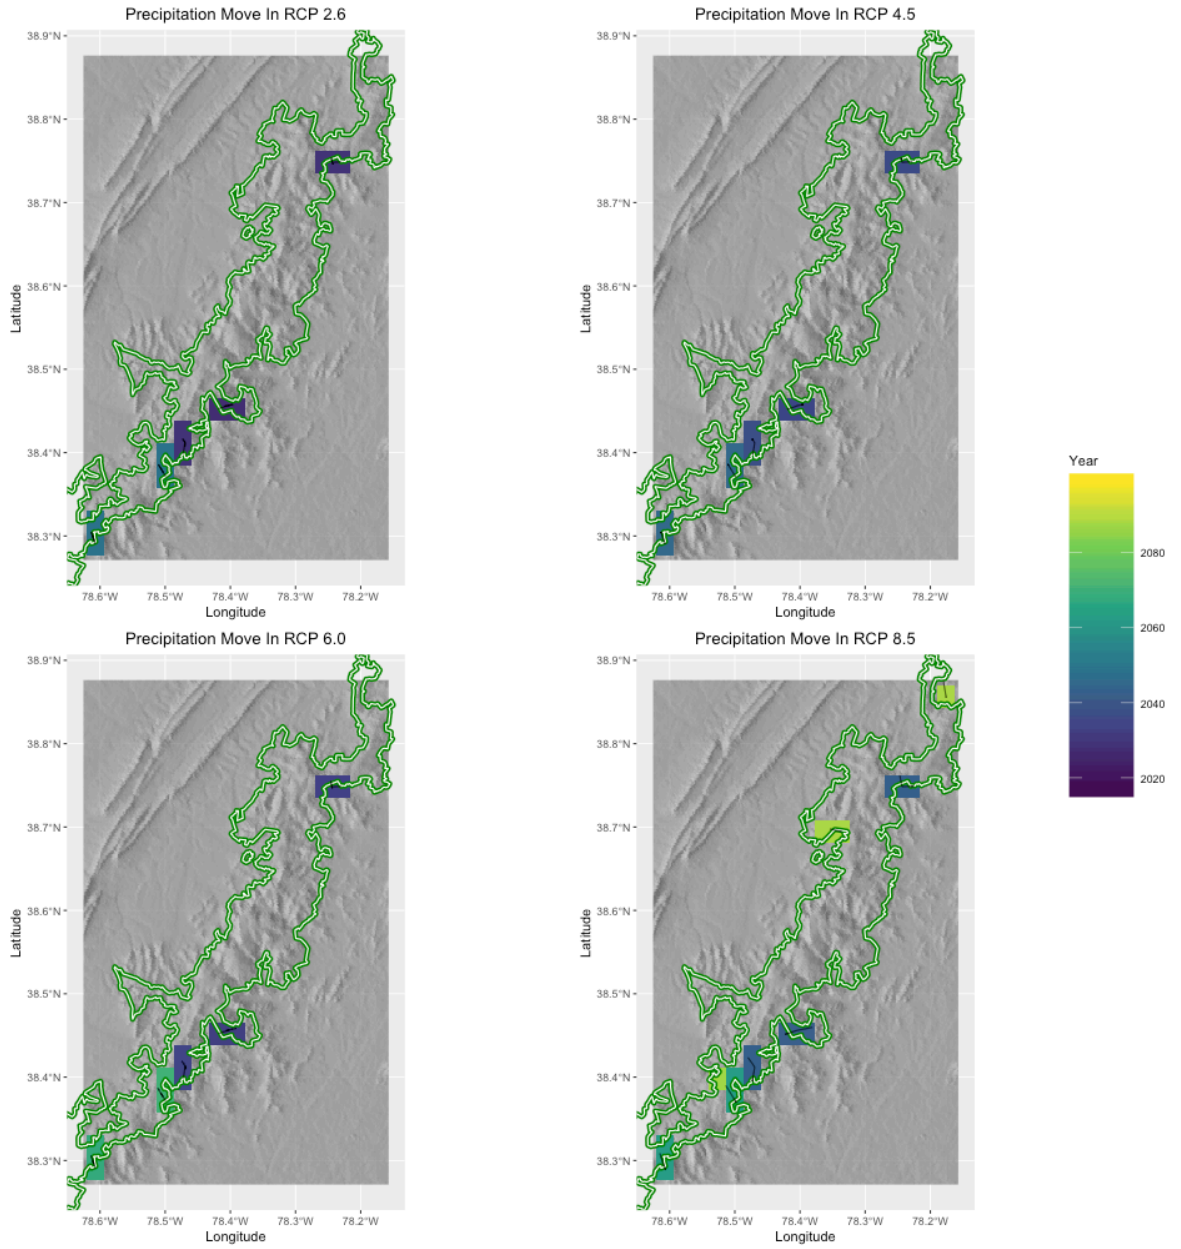 Precipitation Move In RCP 2.6
38.9°N
38.8°N
38.7°N
38.6°N
38.5°N
38.4°N
38.3°N
Latitude
78.6°W 78.5°W 78.4°W 78.3°W 78.2°W
Longitude
Precipitation Move In RCP 4.5
38.9°N
38.8°N
38.7°N
38.6°N
38.5°N
38.4°N
38.3°N
Latitude
78.6°W 78.5°W 78.4°W 78.3°W 78.2°W
Longitude
Precipitation Move In RCP 6.0
38.9°N
38.8°N
38.7°N
38.6°N
38.5°N
38.4°N
38.3°N
Latitude
78.6°W 78.5°W 78.4°W 78.3°W 78.2°W
Longitude
Precipitation Move In RCP 8.5
38.9°N
38.8°N
38.7°N
38.6°N
38.5°N
38.4°N
38.3°N
Latitude
78.6°W 78.5°W 78.4°W 78.3°W 78.2°W
Longitude
Year
2080
2060
2040
2020